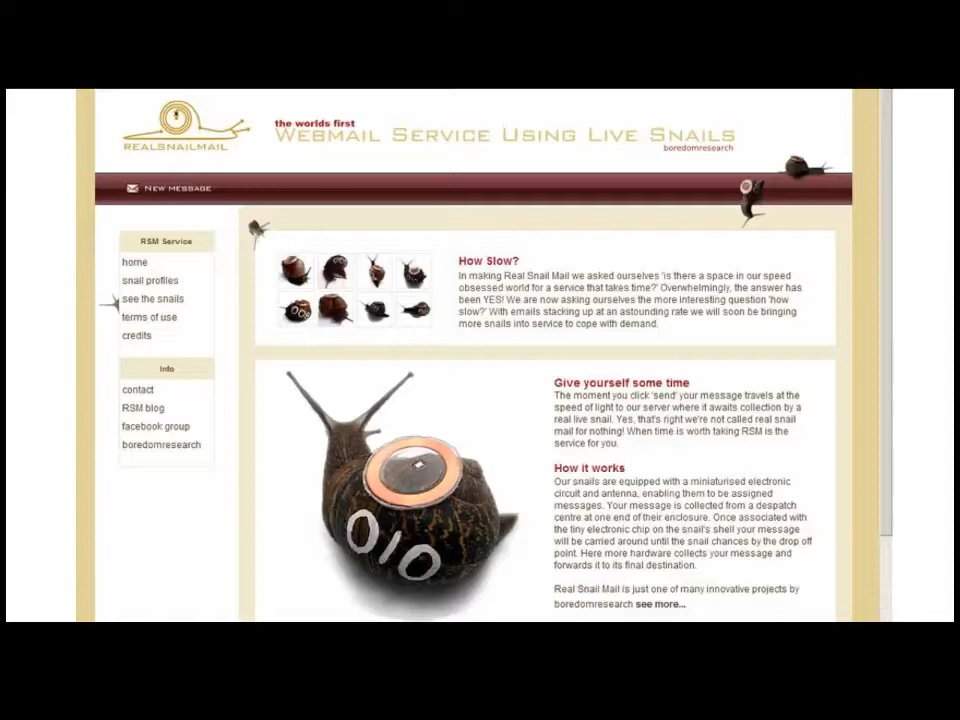 REALSNAILMAIL
the worlds first
WEBMAIL SERVICE USING LIVE SNAILS
boredomresearch
NEW MESSAGE
RSM Service
home
snail profiles
see the snails
terms of use
credits
Info
contact
RSM blog
facebook group
boredomresearch
How Slow?
In making Real Snail Mail we asked ourselves 'is there a space in our speed
obsessed world for a service that takes time?' Overwhelmingly, the answer has
been YES! We are now asking ourselves the more interesting question 'how
slow?' With emails stacking up at an astounding rate we will soon be bringing
more snails into service to cope with demand.
010
Give yourself some time
The moment you click 'send' your message travels at the
speed of light to our server where it awaits collection by a
real live snail. Yes, that's right we're not called real snail
mail for nothing! When time is worth taking RSM is the
service for you.
How it works
Our snails are equipped with a miniaturised electronic
circuit and antenna, enabling them to be assigned
messages. Your message is collected from a despatch
centre at one end of their enclosure. Once associated with
the tiny electronic chip on the snail's shell your message
will be carried around until the snail chances by the drop off
point. Here more hardware collects your message and
forwards it to its final destination.
Real Snail Mail is just one of many innovative projects by
boredomresearch see more...